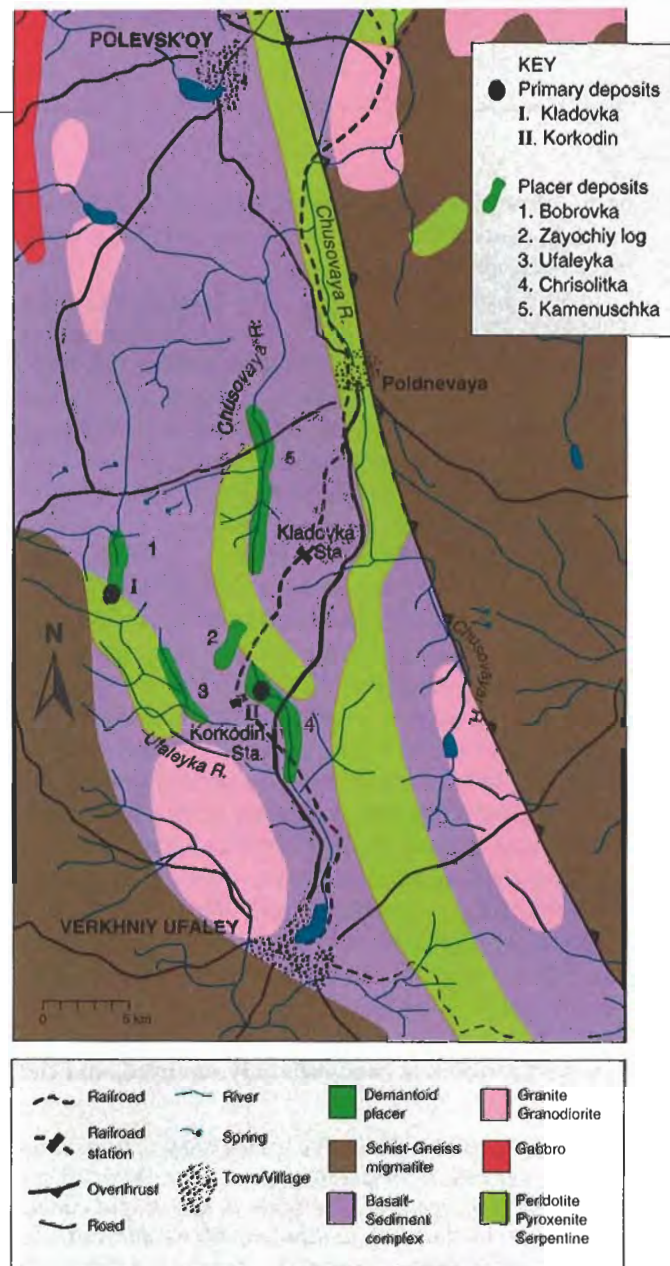 POLEVSK'OY
KEY
Primary deposits
I. Kladovka
II. Korkodin
Placer deposits
1. Bobrovka
2. Zayochiy log
3. Ufaleyka
4. Chrisolitka
5. Kamenuschka
Chusovaya R.
Chusovaya R.
Poldnevaya
5
Kladovka
Sta.
1
I
N
2
3
II
Korkodin
Sta.
4
Chusovaya R.
Ufaleyka R.
VERKHNIY UFALEY
0 5 km
Railroad
River
Demantoid
placer
Granite
Granodiorite
Railroad
station
Spring
Schist-Gneiss
migmatite
Gabbro
Overthrust
Town/Village
Road
Basalt-
Sediment
complex
Peridotite
Pyroxenite
Serpentine